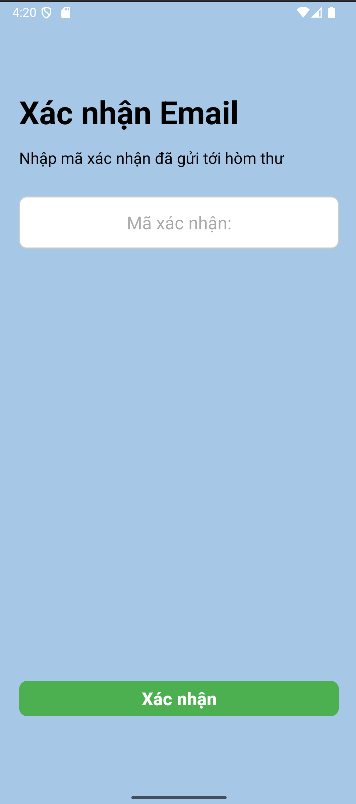 4:20
Xác nhận Email
Nhập mã xác nhận đã gửi tới hòm thư
Mã xác nhận:
Xác nhận